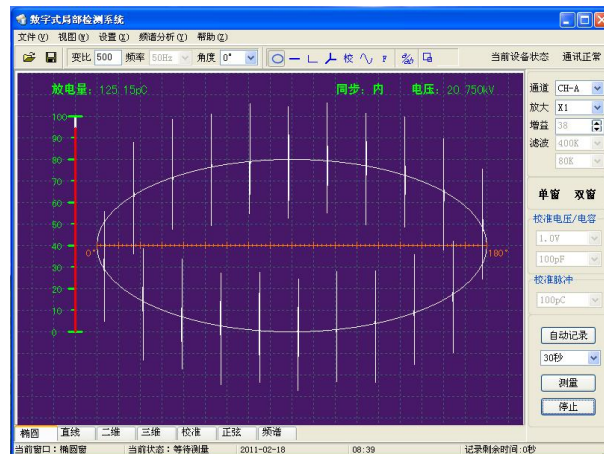 数字式局部检测系统
文件(F) 视图(V) 设置(Z) 频谱分析(T) 帮助(Z)
变比 500 频率 50Hz 角度 0° 校 F 当前设备状态 通讯正常
放电量: 125.15pC 同步: 内 电压: 20.750kV
通道 CH-A
放大 X1
增益 38
滤波 400K
80K
单窗 双窗
校准电压/电容
1.0V
100pF
校准脉冲
100pC
自动记录
30秒
测量
停止
100
90
80
70
60
50
40
30
20
10
0
0° 180°
椭圆 直线 二维 三维 校准 正弦 频谱
当前窗口:椭圆窗 当前状态:等待测量 2011-02-18 08:39 记录剩余时间:0秒